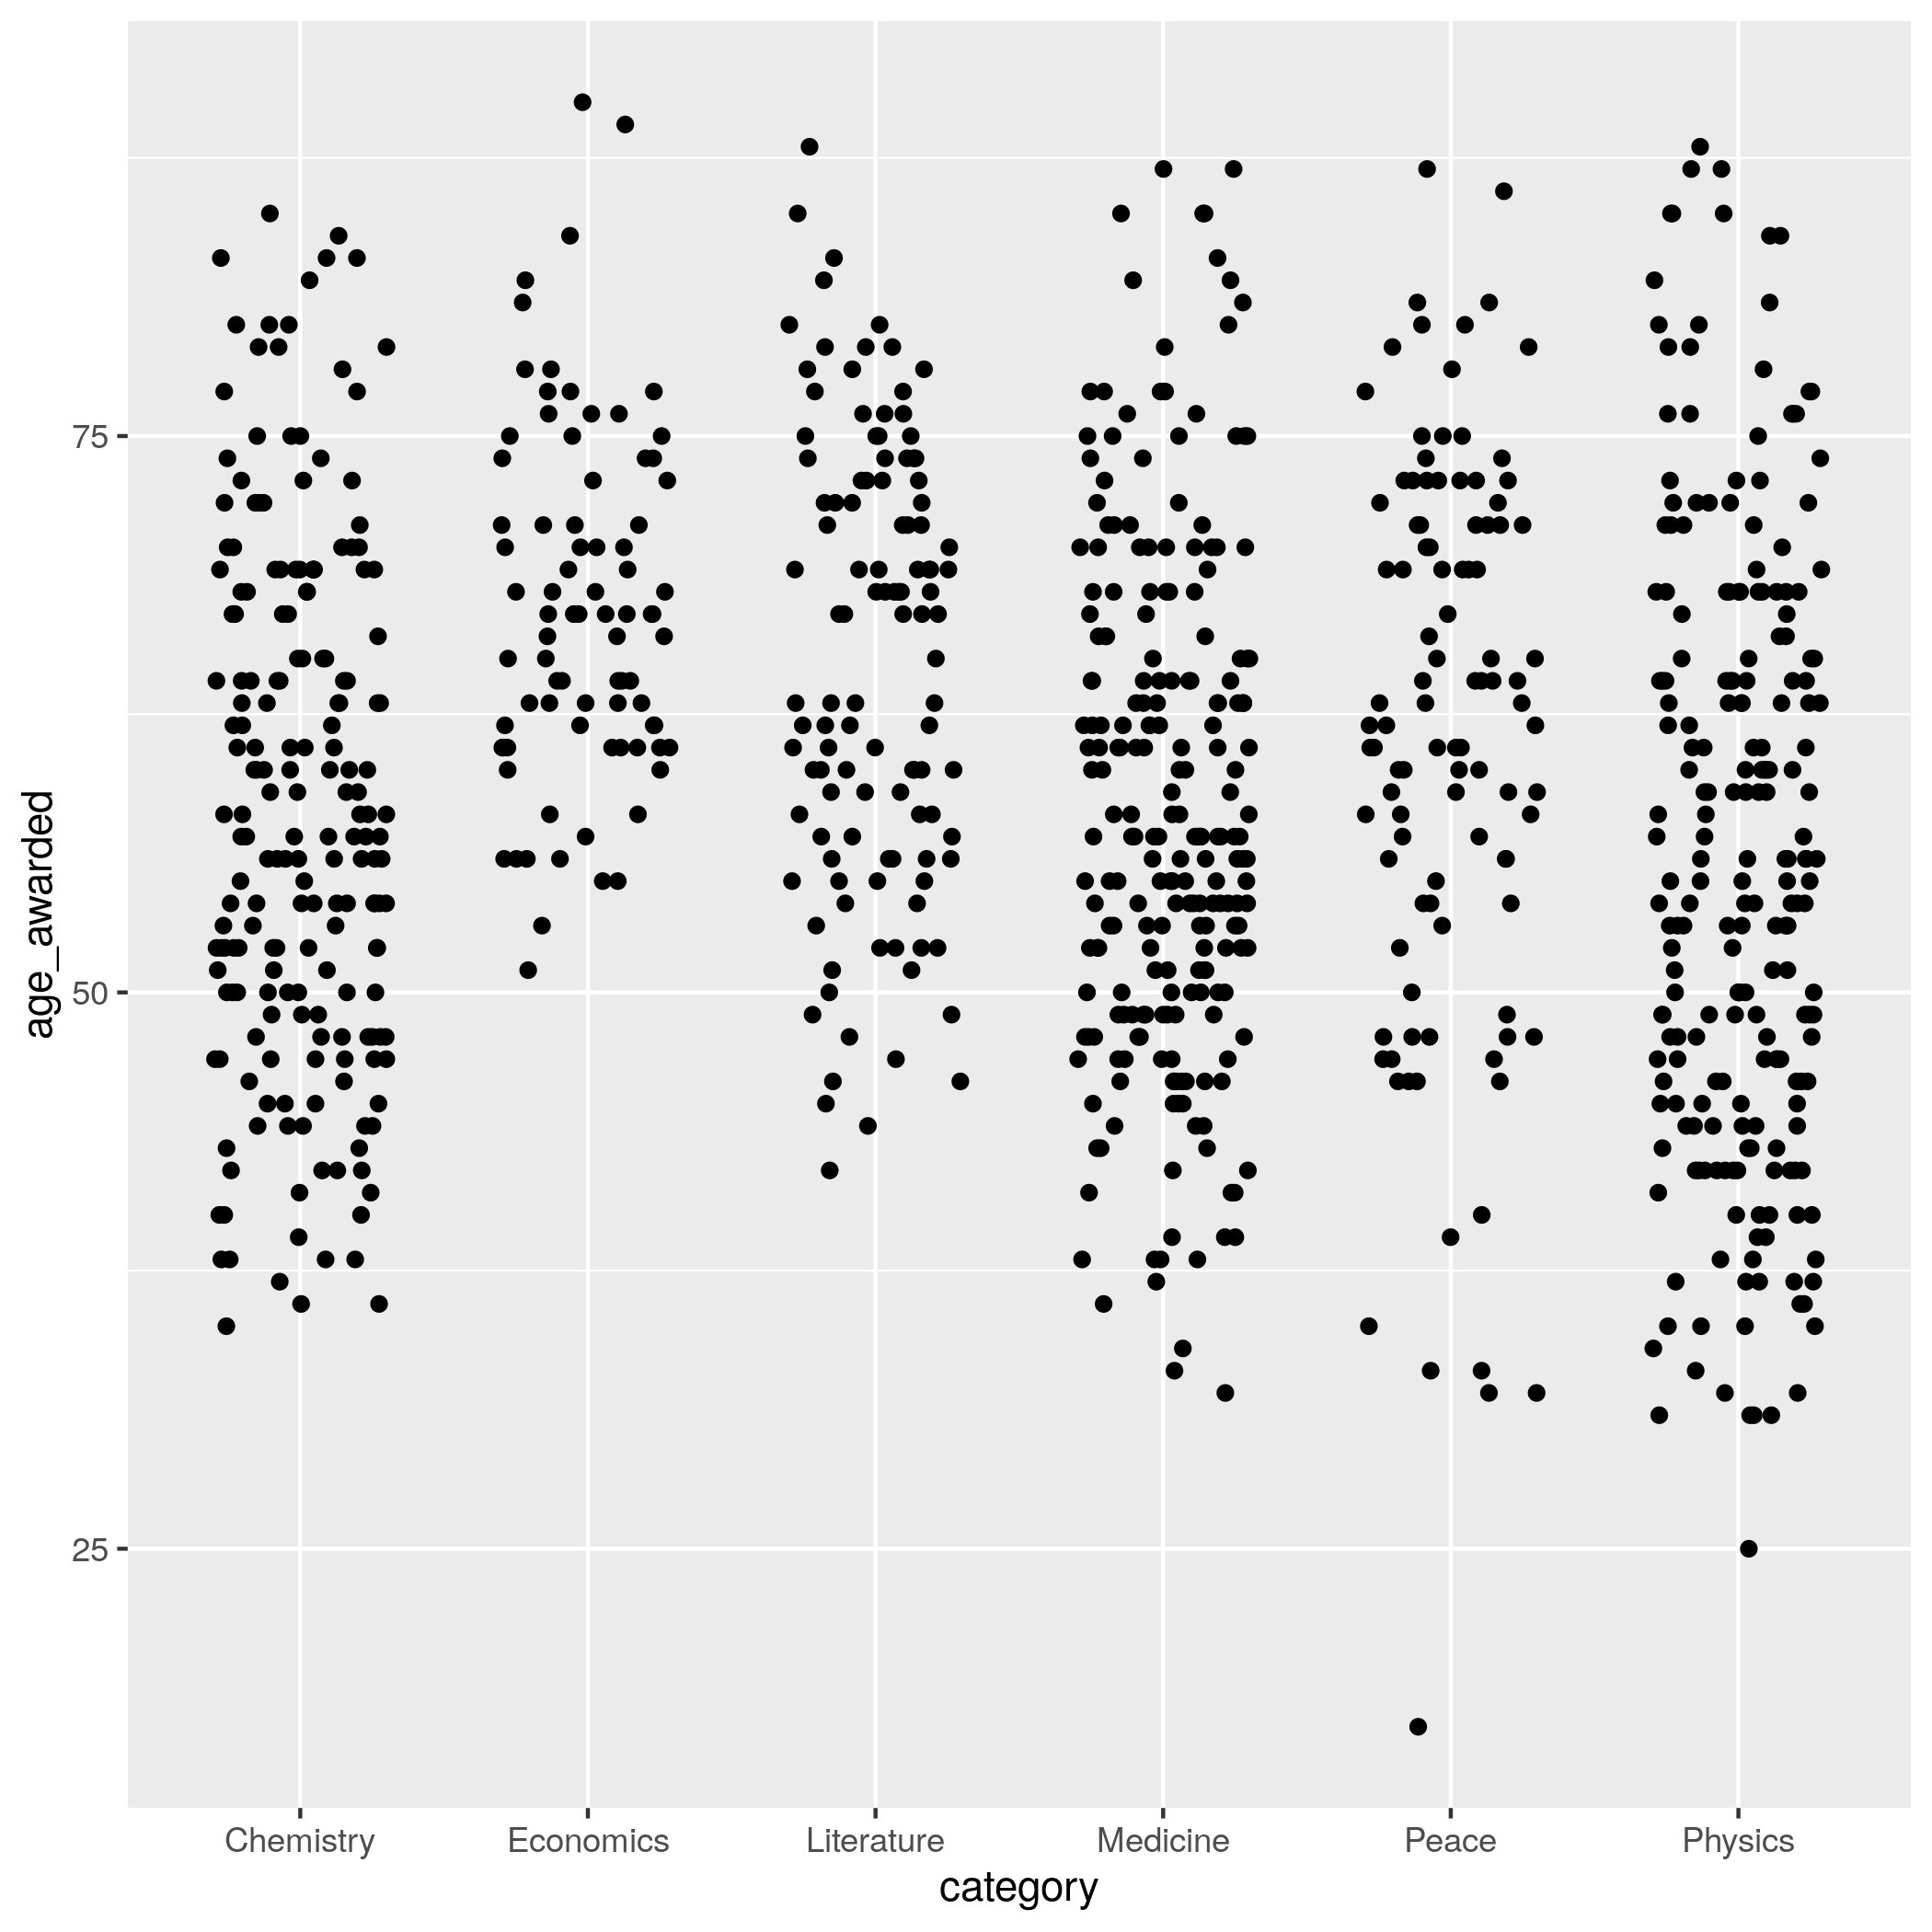 age_awarded
75
50
25
Chemistry Economics Literature Medicine Peace Physics
category